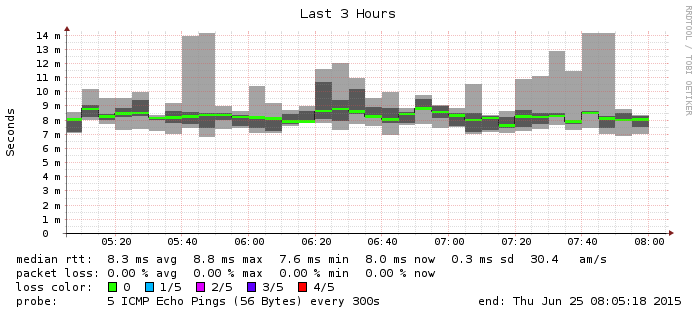 Last 3 Hours
RRDTOOL / TOBI OETIKER
Seconds
14 m
13 m
12 m
11 m
10 m
9 m
8 m
7 m
6 m
5 m
4 m
3 m
2 m
1 m
0
05:20 05:40 06:00 06:20 06:40 07:00 07:20 07:40 08:00
median rtt: 8.3 ms avg 8.8 ms max 7.6 ms min 8.0 ms now 0.3 ms sd 30.4 am/s
packet loss: 0.00 % avg 0.00 % max 0.00 % min 0.00 % now
loss color: 0 1/5 2/5 3/5 4/5
probe: 5 ICMP Echo Pings (56 Bytes) every 300s end: Thu Jun 25 08:05:18 2015